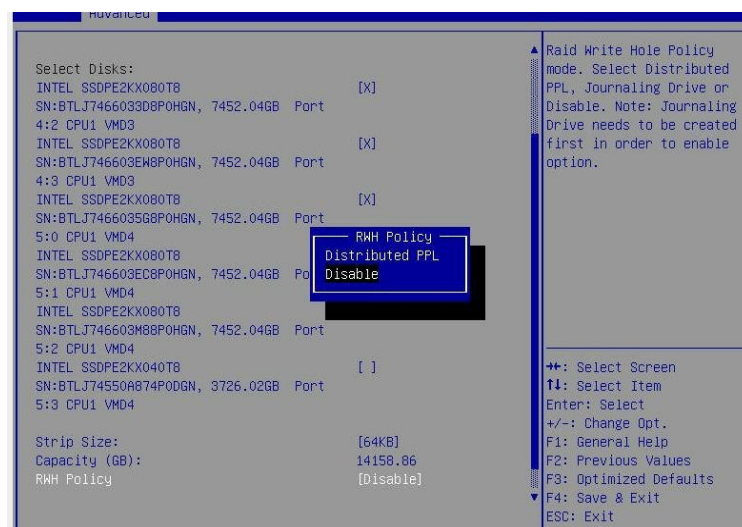 Advanced
Select Disks:
INTEL SSDPE2KX080T8 [X]
SN:BTLJ7466033D8P0HGN, 7452.04GB Port
4:2 CPU1 VMD3
INTEL SSDPE2KX080T8 [X]
SN:BTLJ746603EW8P0HGN, 7452.04GB Port
4:3 CPU1 VMD3
INTEL SSDPE2KX080T8 [X]
SN:BTLJ7466035G8P0HGN, 7452.04GB Port
5:0 CPU1 VMD4
INTEL SSDPE2KX080T8
SN:BTLJ746603EC8P0HGN, 7452.04GB Po
5:1 CPU1 VMD4
INTEL SSDPE2KX080T8
SN:BTLJ746603M88P0HGN, 7452.04GB Port
5:2 CPU1 VMD4
INTEL SSDPE2KX040T8 [ ]
SN:BTLJ74550A874P0DGN, 3726.02GB Port
5:3 CPU1 VMD4
Strip Size: [64KB]
Capacity (GB): 14158.86
RWH Policy [Disable]
RWH Policy
Distributed PPL
Disable
Raid Write Hole Policy
mode. Select Distributed
PPL, Journaling Drive or
Disable. Note: Journaling
Drive needs to be created
first in order to enable
option.
→←: Select Screen
↑↓: Select Item
Enter: Select
+/-: Change Opt.
F1: General Help
F2: Previous Values
F3: Optimized Defaults
F4: Save & Exit
ESC: Exit